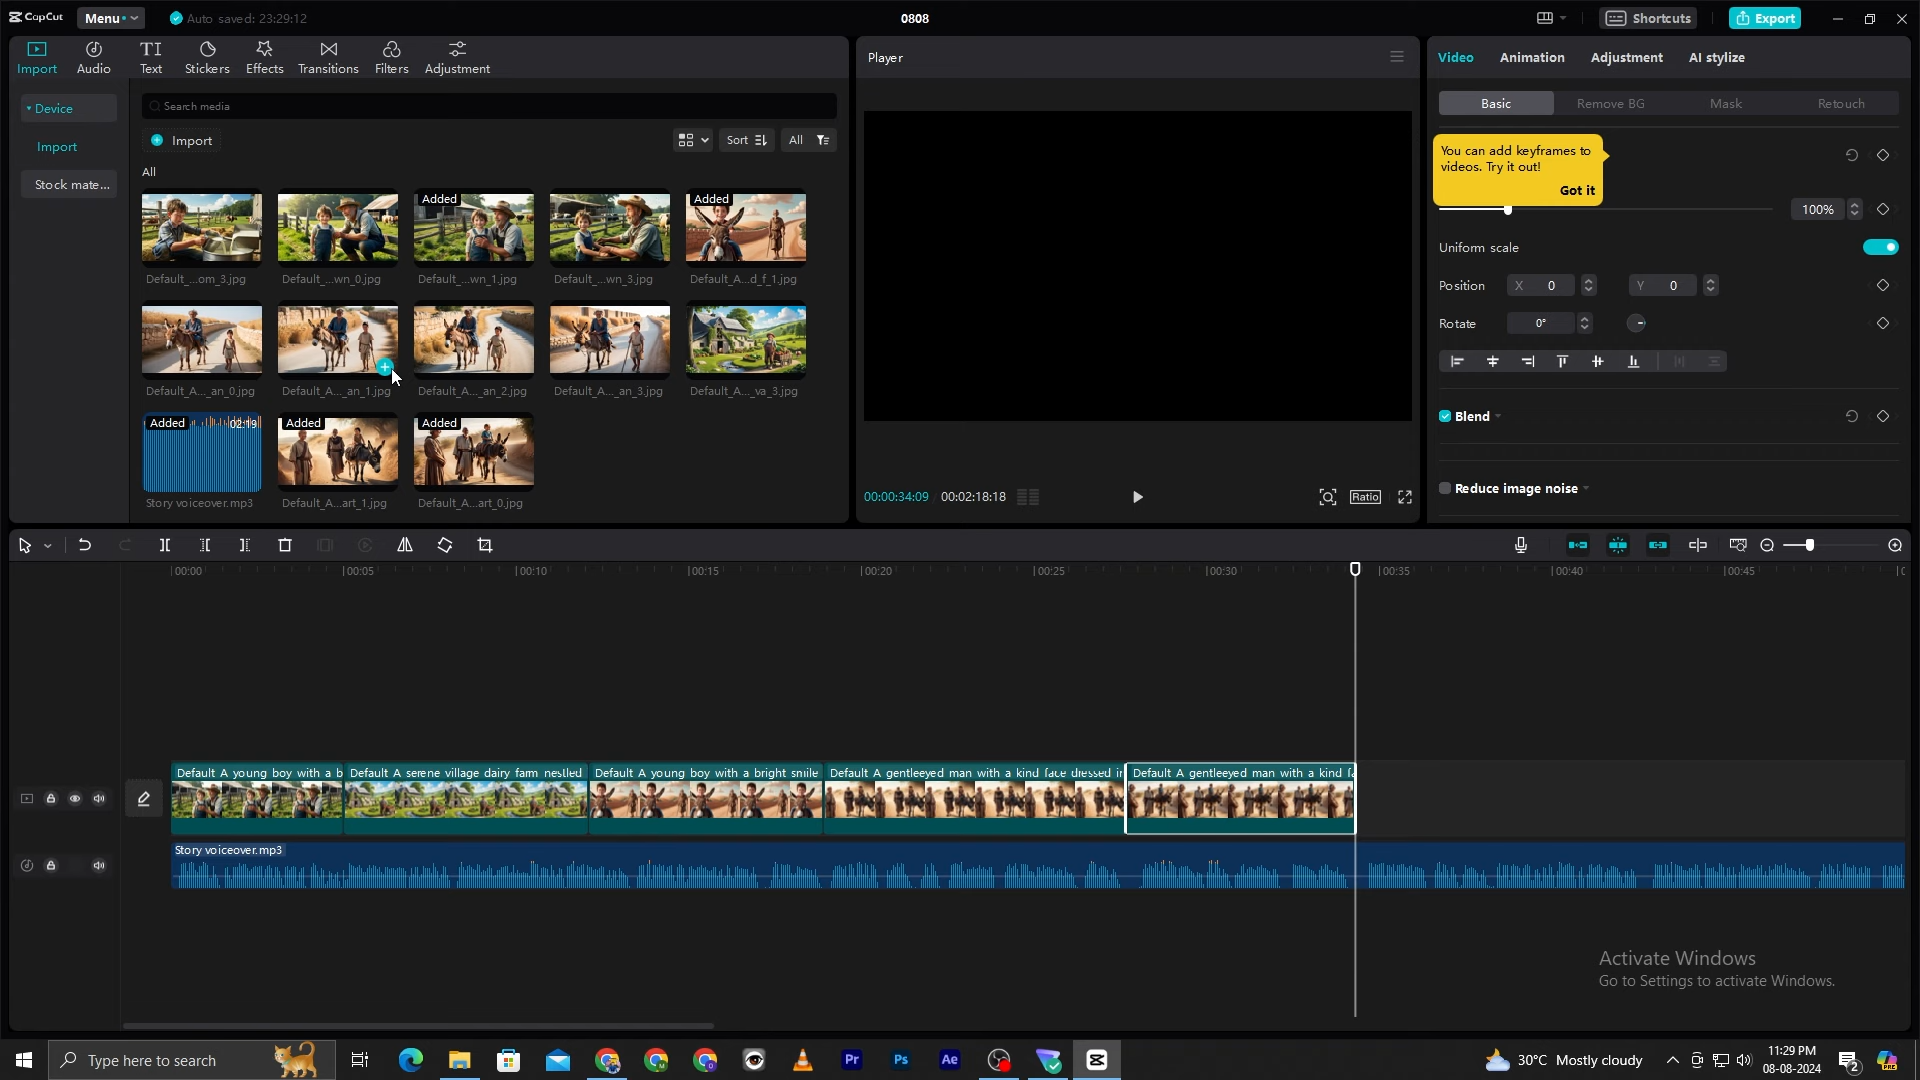 CapCut
Menu
Auto saved: 23:29:12
0808
Shortcuts
Export
Import
Audio
Text
Stickers
Effects
Transitions
Filters
Adjustment
Device
Import
Stock mate...
Search media
Import
Sort
All
All
Default_...om_3.jpg
Default_...wn_0.jpg
Added
Default_...wn_1.jpg
Default_...wn_3.jpg
Added
Default_A...d_f_1.jpg
Default_A..._an_0.jpg
Default_A..._an_1.jpg
Default_A..._an_2.jpg
Default_A..._an_3.jpg
Default_A..._va_3.jpg
Added
02:19
Story voiceover.mp3
Added
Default_A...art_1.jpg
Added
Default_A...art_0.jpg
Player
00:00:34:09
00:02:18:18
Ratio
Video
Animation
Adjustment
AI stylize
Basic
Remove BG
Mask
Retouch
You can add keyframes to
videos. Try it out!
Got it
100%
Uniform scale
Position
X 0
Y 0
Rotate
0°
Blend
Reduce image noise
00:00
00:05
00:10
00:15
00:20
00:25
00:30
00:35
00:40
00:45
Default A young boy with a b
Default A serene village dairy farm nestled
Default A young boy with a bright smile
Default A gentleeyed man with a kind face dressed in
Default A gentleeyed man with a kind fa
Story voiceover.mp3
Activate Windows
Go to Settings to activate Windows.
Type here to search
Pr
Ps
Ae
30°C Mostly cloudy
11:29 PM
08-08-2024
2